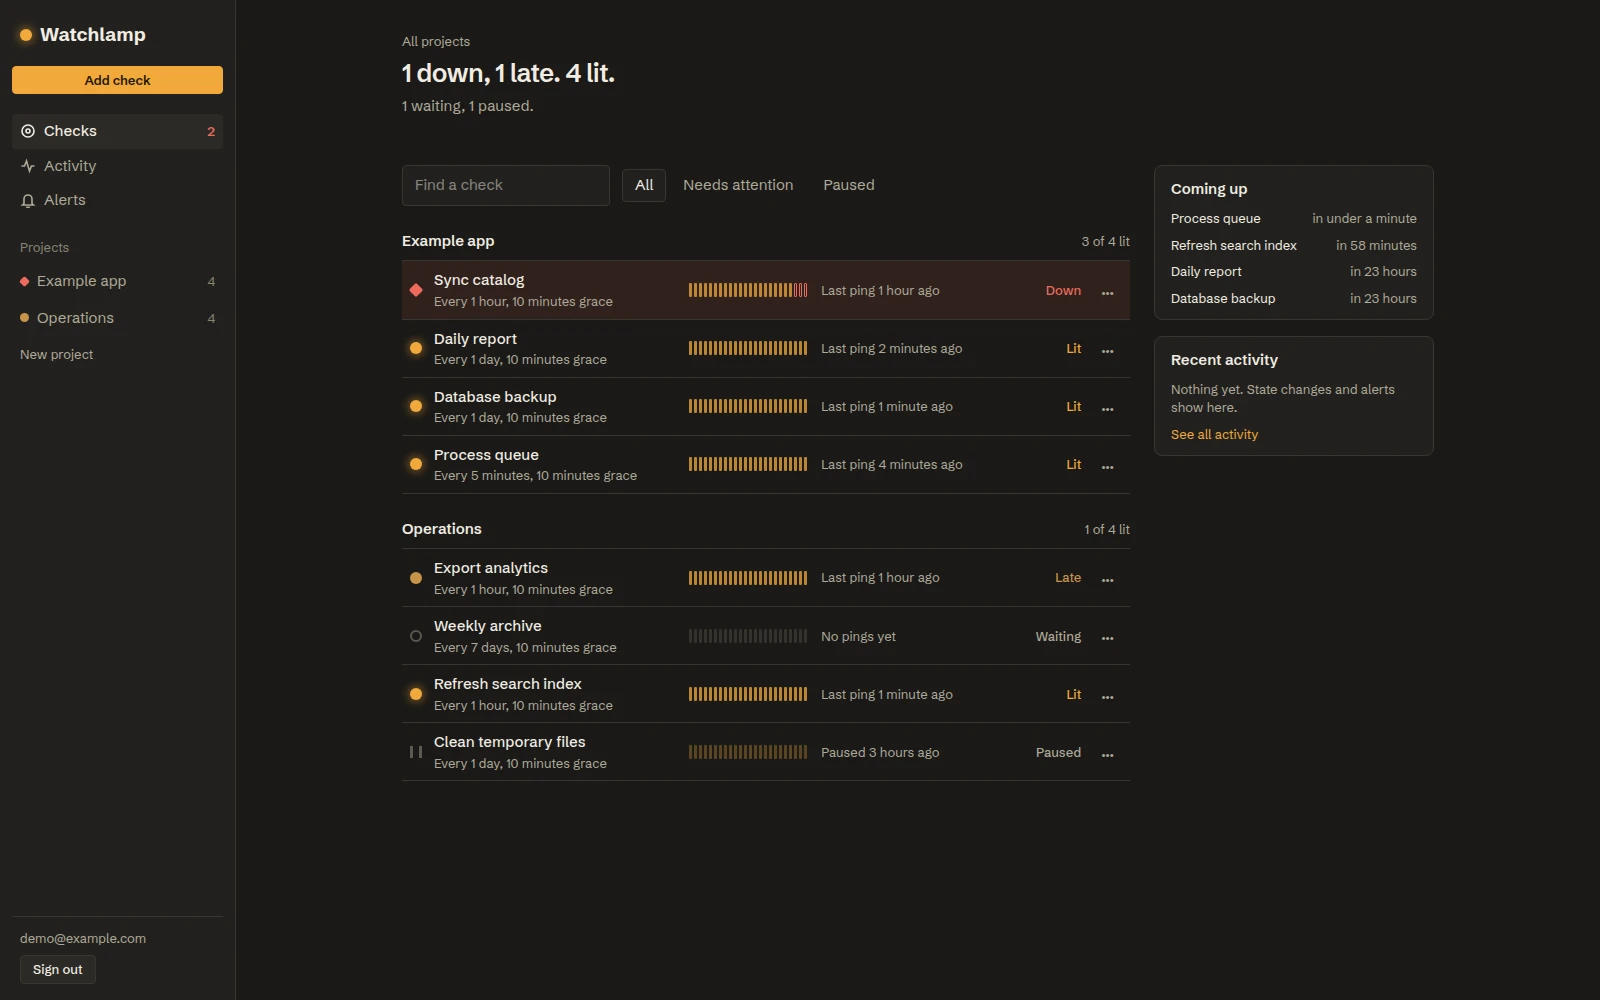 Watchlamp
Add check
Checks 2
Activity
Alerts
Projects
Example app 4
Operations 4
New project
demo@example.com
Sign out
All projects
1 down, 1 late. 4 lit.
1 waiting, 1 paused.
Find a check
All Needs attention Paused
Example app 3 of 4 lit
Sync catalog
Every 1 hour, 10 minutes grace
Last ping 1 hour ago
Down
Daily report
Every 1 day, 10 minutes grace
Last ping 2 minutes ago
Lit
Database backup
Every 1 day, 10 minutes grace
Last ping 1 minute ago
Lit
Process queue
Every 5 minutes, 10 minutes grace
Last ping 4 minutes ago
Lit
Operations 1 of 4 lit
Export analytics
Every 1 hour, 10 minutes grace
Last ping 1 hour ago
Late
Weekly archive
Every 7 days, 10 minutes grace
No pings yet
Waiting
Refresh search index
Every 1 hour, 10 minutes grace
Last ping 1 minute ago
Lit
Clean temporary files
Every 1 day, 10 minutes grace
Paused 3 hours ago
Paused
Coming up
Process queue in under a minute
Refresh search index in 58 minutes
Daily report in 23 hours
Database backup in 23 hours
Recent activity
Nothing yet. State changes and alerts
show here.
See all activity